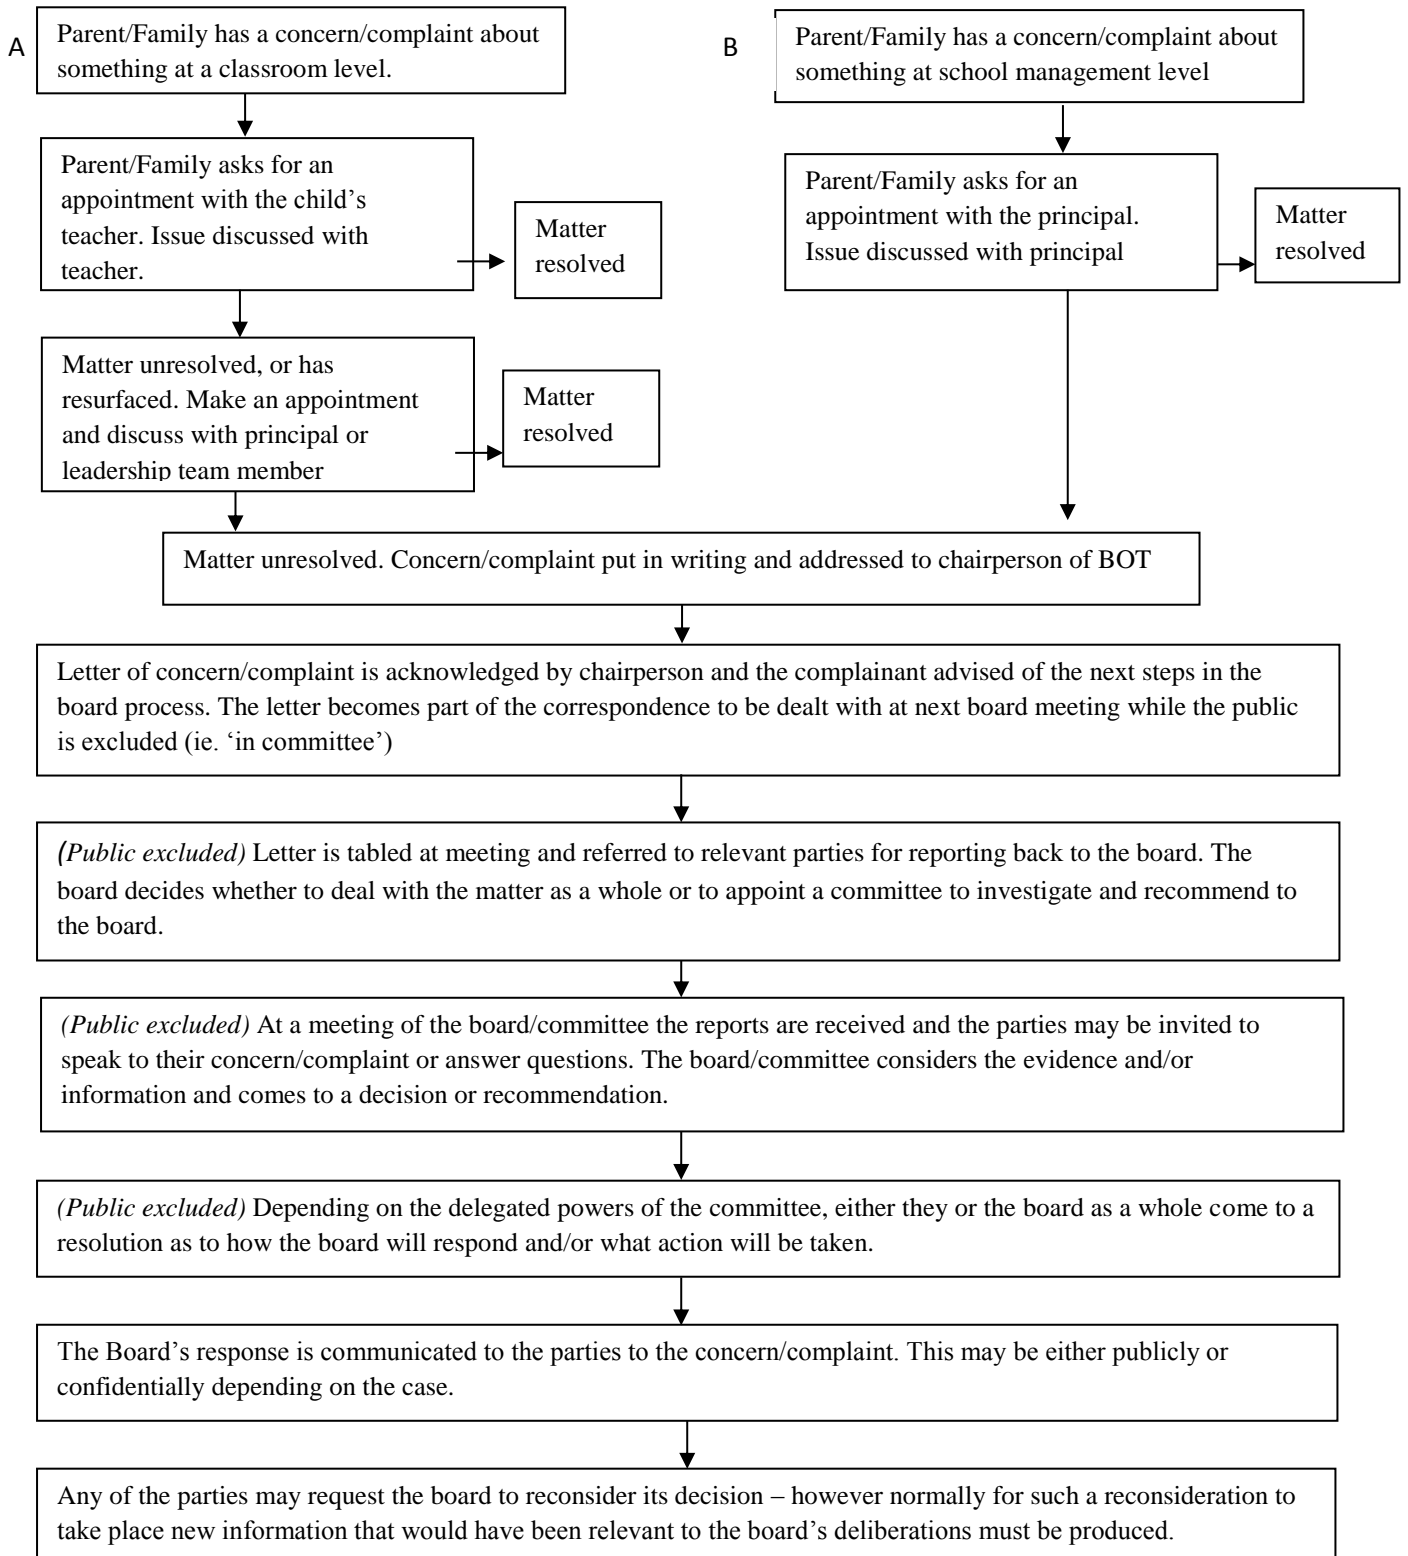 A
Parent/Family has a concern/complaint about
something at a classroom level.
B
Parent/Family has a concern/complaint about
something at school management level
Parent/Family asks for an
appointment with the child’s
teacher. Issue discussed with
teacher.
Matter
resolved
Parent/Family asks for an
appointment with the principal.
Issue discussed with principal
Matter
resolved
Matter unresolved, or has
resurfaced. Make an appointment
and discuss with principal or
leadership team member
Matter
resolved
Matter unresolved. Concern/complaint put in writing and addressed to chairperson of BOT
Letter of concern/complaint is acknowledged by chairperson and the complainant advised of the next steps in the
board process. The letter becomes part of the correspondence to be dealt with at next board meeting while the public
is excluded (ie. ‘in committee’)
(Public excluded) Letter is tabled at meeting and referred to relevant parties for reporting back to the board. The
board decides whether to deal with the matter as a whole or to appoint a committee to investigate and recommend to
the board.
(Public excluded) At a meeting of the board/committee the reports are received and the parties may be invited to
speak to their concern/complaint or answer questions. The board/committee considers the evidence and/or
information and comes to a decision or recommendation.
(Public excluded) Depending on the delegated powers of the committee, either they or the board as a whole come to a
resolution as to how the board will respond and/or what action will be taken.
The Board’s response is communicated to the parties to the concern/complaint. This may be either publicly or
confidentially depending on the case.
Any of the parties may request the board to reconsider its decision – however normally for such a reconsideration to
take place new information that would have been relevant to the board’s deliberations must be produced.